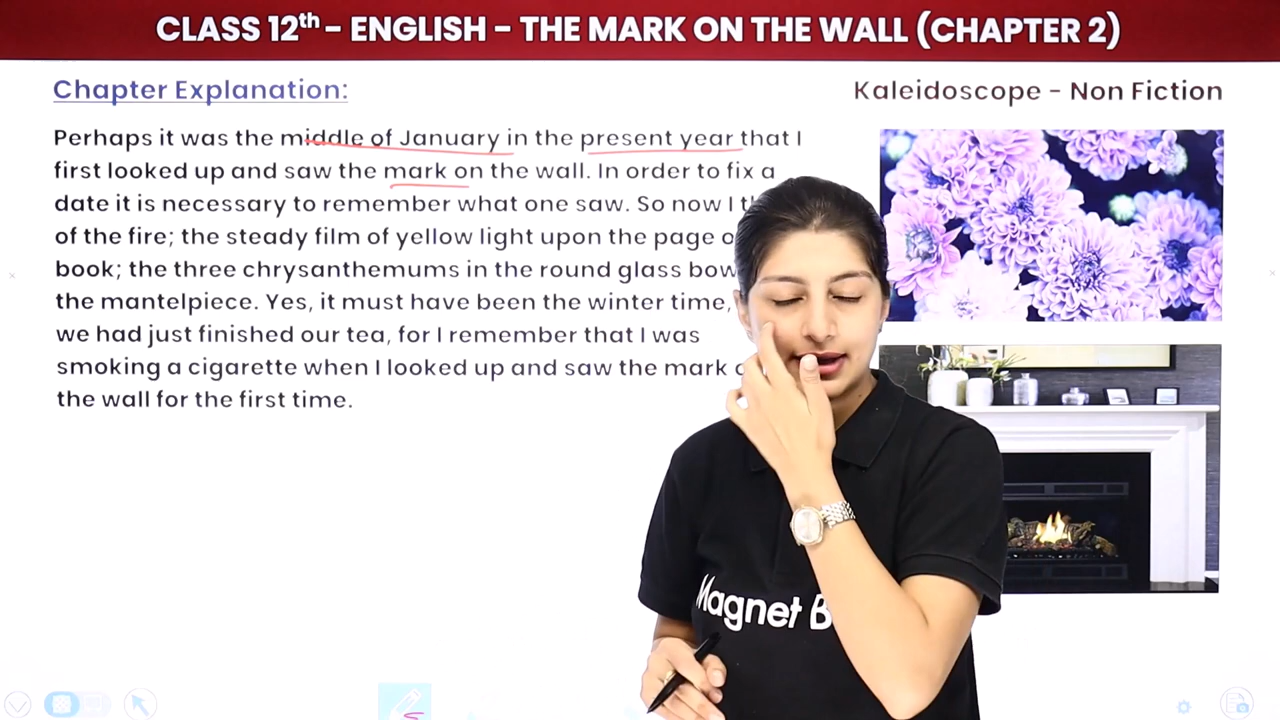 CLASS 12th – ENGLISH – THE MARK ON THE WALL (CHAPTER 2)
Chapter Explanation:
Kaleidoscope - Non Fiction
Perhaps it was the middle of January in the present year that I
first looked up and saw the mark on the wall. In order to fix a
date it is necessary to remember what one saw. So now I
of the fire; the steady film of yellow light upon the page
book; the three chrysanthemums in the round glass
the mantelpiece. Yes, it must have been the winter time,
we had just finished our tea, for I remember that I was
smoking a cigarette when I looked up and saw the mark
the wall for the first time.
Magnet